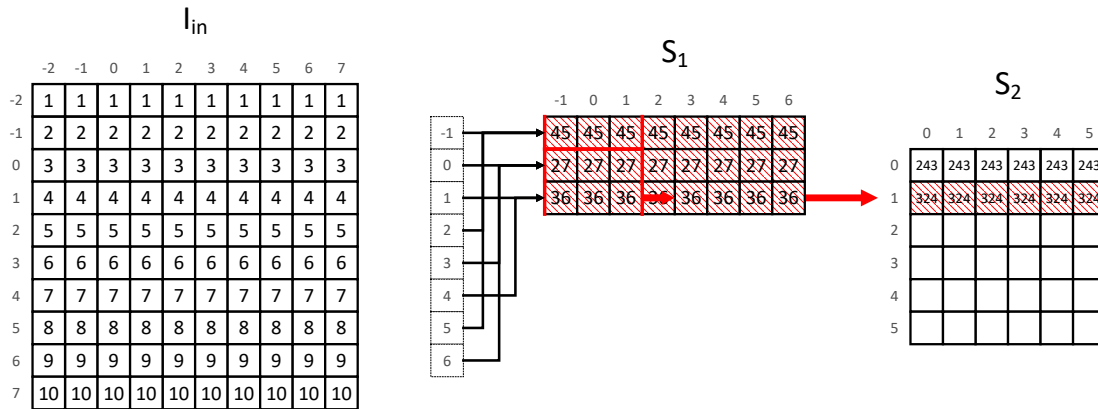 I_in
-2 -1 0 1 2 3 4 5 6 7
-2 1 1 1 1 1 1 1 1 1 1
-1 2 2 2 2 2 2 2 2 2 2
0 3 3 3 3 3 3 3 3 3 3
1 4 4 4 4 4 4 4 4 4 4
2 5 5 5 5 5 5 5 5 5 5
3 6 6 6 6 6 6 6 6 6 6
4 7 7 7 7 7 7 7 7 7 7
5 8 8 8 8 8 8 8 8 8 8
6 9 9 9 9 9 9 9 9 9 9
7 10 10 10 10 10 10 10 10 10 10
S_1
-1 0 1 2 3 4 5 6
-1 45 45 45 45 45 45 45 45
0 27 27 27 27 27 27 27 27
1 36 36 36 36 36 36 36 36
2
3
4
5
6
S_2
0 1 2 3 4 5
0 243 243 243 243 243 243
1 324 324 324 324 324 324
2
3
4
5